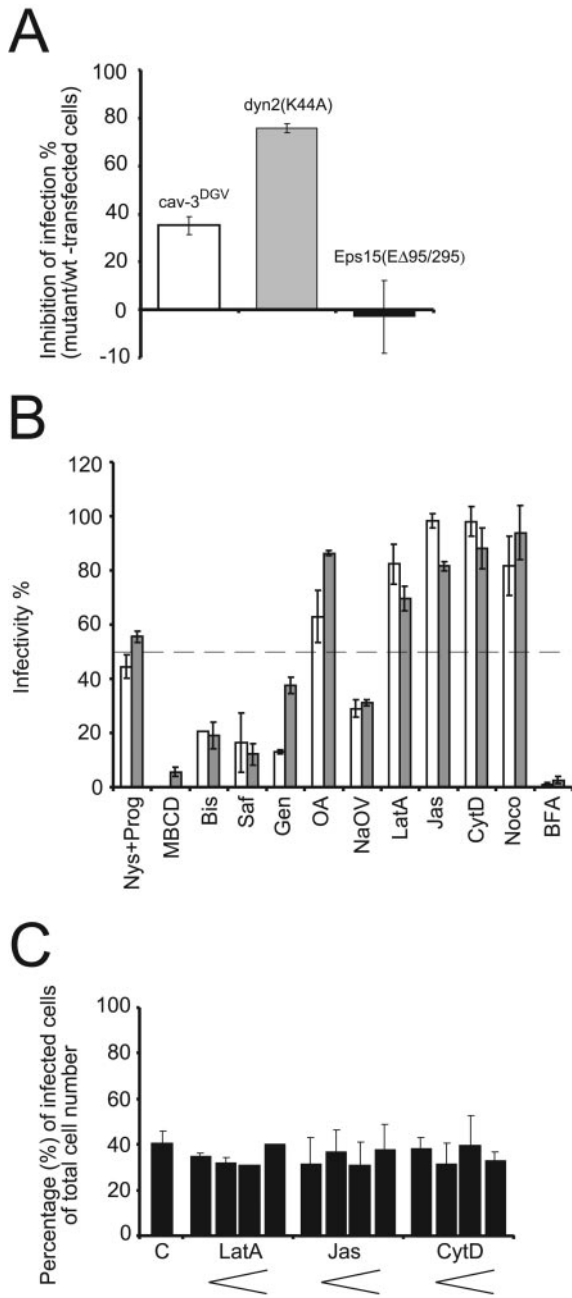 A
Inhibition of infection %
(mutant/wt -transfected cells)
100
80
60
40
20
0
-10
cav-3DGV
dyn2(K44A)
Eps15(EΔ95/295)
B
Infectivity %
120
100
80
60
40
20
0
Nys+Prog
MBCD
Bis
Saf
Gen
OA
NaOV
LatA
Jas
CytD
Noco
BFA
C
Percentage (%) of infected cells
of total cell number
100
80
60
40
20
0
C
LatA
Jas
CytD